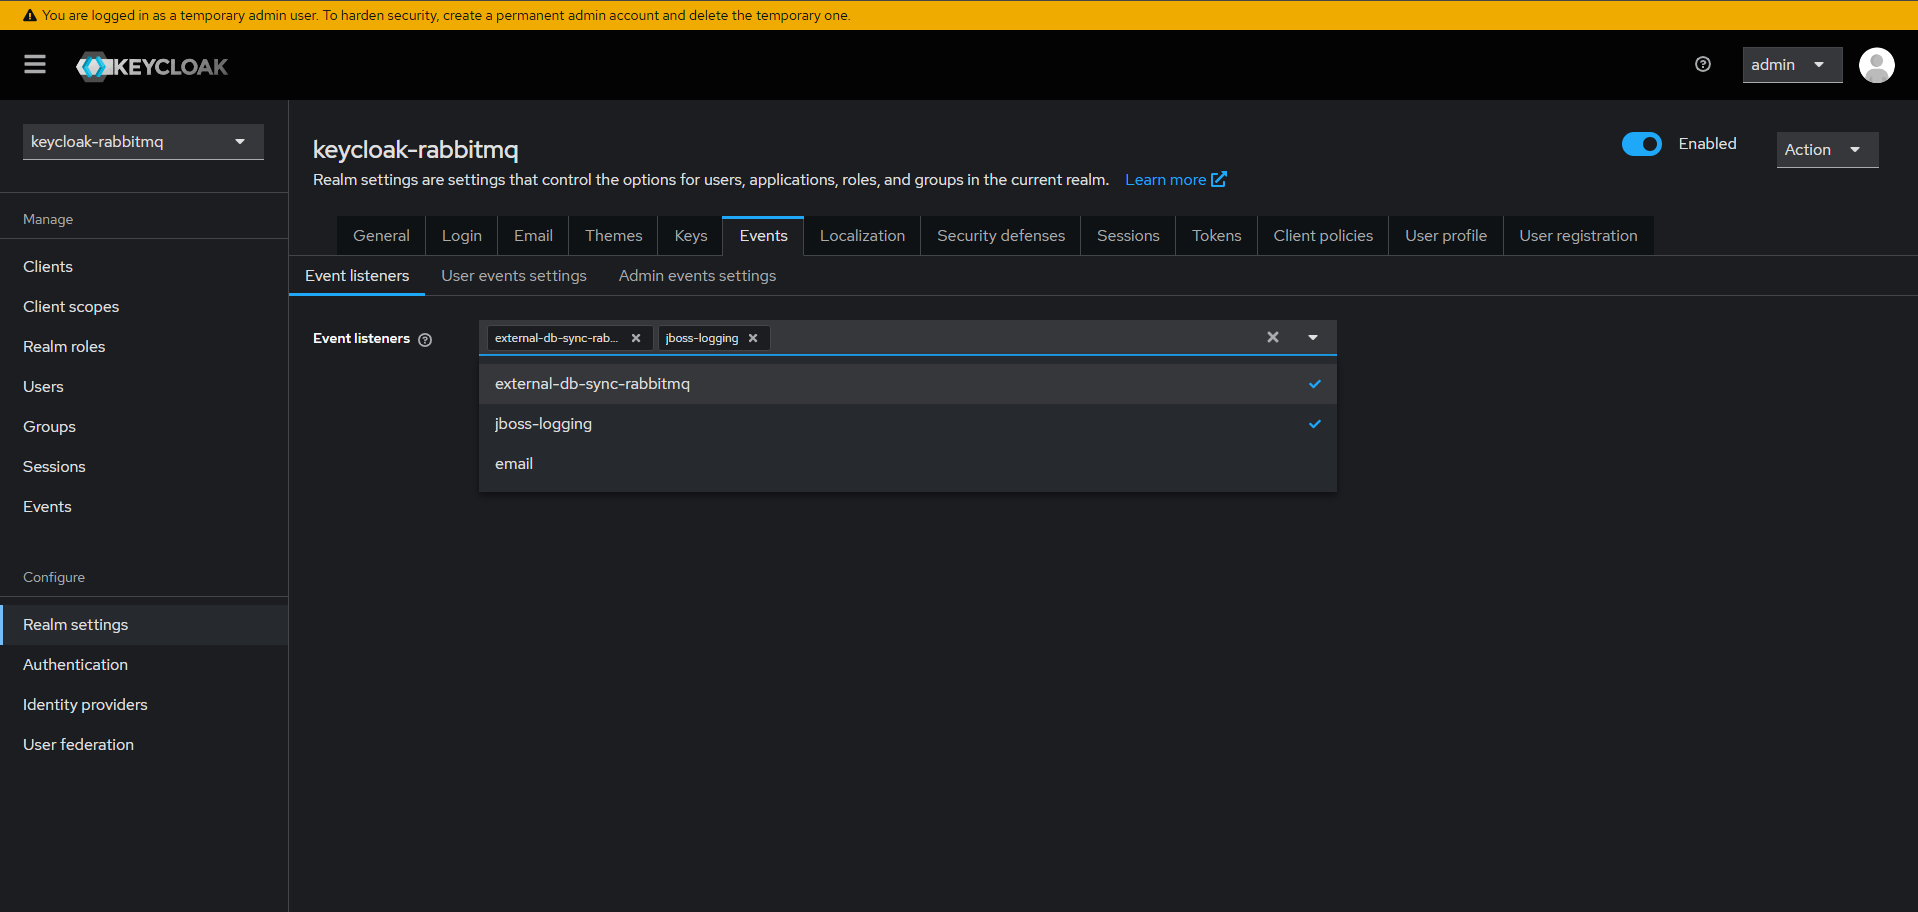 You are logged in as a temporary admin user. To harden security, create a permanent admin account and delete the temporary one.
KEYCLOAK
admin
keycloak-rabbitmq
Manage
Clients
Client scopes
Realm roles
Users
Groups
Sessions
Events
Configure
Realm settings
Authentication
Identity providers
User federation
keycloak-rabbitmq
Enabled
Action
Realm settings are settings that control the options for users, applications, roles, and groups in the current realm. Learn more
General Login Email Themes Keys Events Localization Security defenses Sessions Tokens Client policies User profile User registration
Event listeners User events settings Admin events settings
Event listeners
external-db-sync-rab... jboss-logging
external-db-sync-rabbitmq
jboss-logging
email